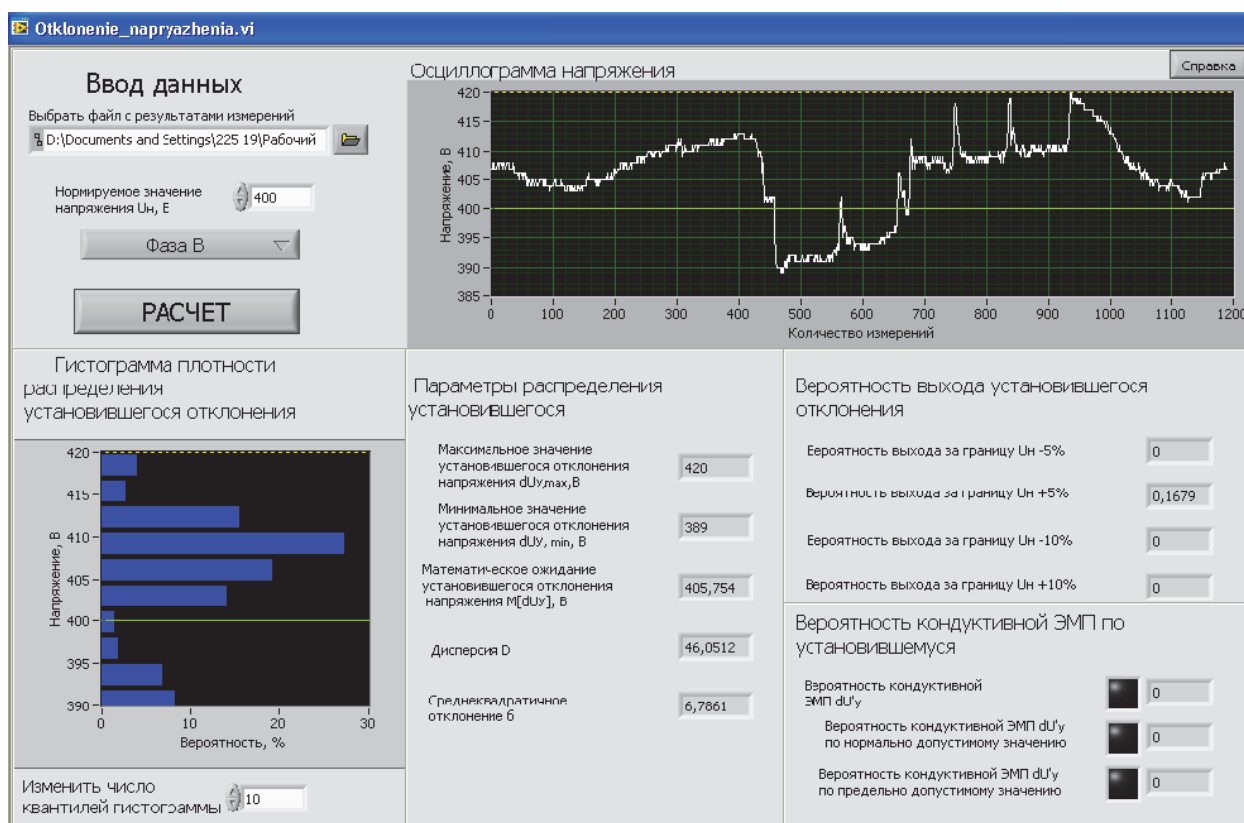 Otklonenie_napryazhenia.vi
Ввод данных
Выбрать файл с результатами измерений
D:\Documents and Settings\225 19\Рабочий
Нормируемое значение
напряжения Uн, Е
400
Фаза В
РАСЧЕТ
Осциллограмма напряжения
Справка
Напряжение, В
420
415
410
405
400
395
390
385
0 100 200 300 400 500 600 700 800 900 1000 1100 1200
Количество измерений
Гистограмма плотности
распределения
установившегося отклонения
Напряжение, В
420
415
410
405
400
395
390
0 10 20 30
Вероятность, %
Изменить число
квантилей гистограммы
10
Параметры распределения
установившегося
Максимальное значение
установившегося отклонения
напряжения dUу,max,В
420
Минимальное значение
установившегося отклонения
напряжения dUу, min, В
389
Математическое ожидание
установившегося отклонения
напряжения M[dUу], В
405,754
Дисперсия D
46,0512
Среднеквадратичное
отклонение б
6,7861
Вероятность выхода установившегося
отклонения
Еероятность выхода за границу Uн -5%
0
Вероятность выхода за границу Uн +5%
0,1679
Еероятность выхода за границу Uн -10%
0
Вероятность выхода за границу Uн +10%
0
Вероятность кондуктивной ЭМП по
установившемуся
Вероятность кондуктивной
ЭМП dU'у
0
Вероятность кондуктивной ЭМП dU'у
по нормально допустимому значению
0
Вероятность кондуктивной ЭМП dU'у
по предельно допустимому значению
0